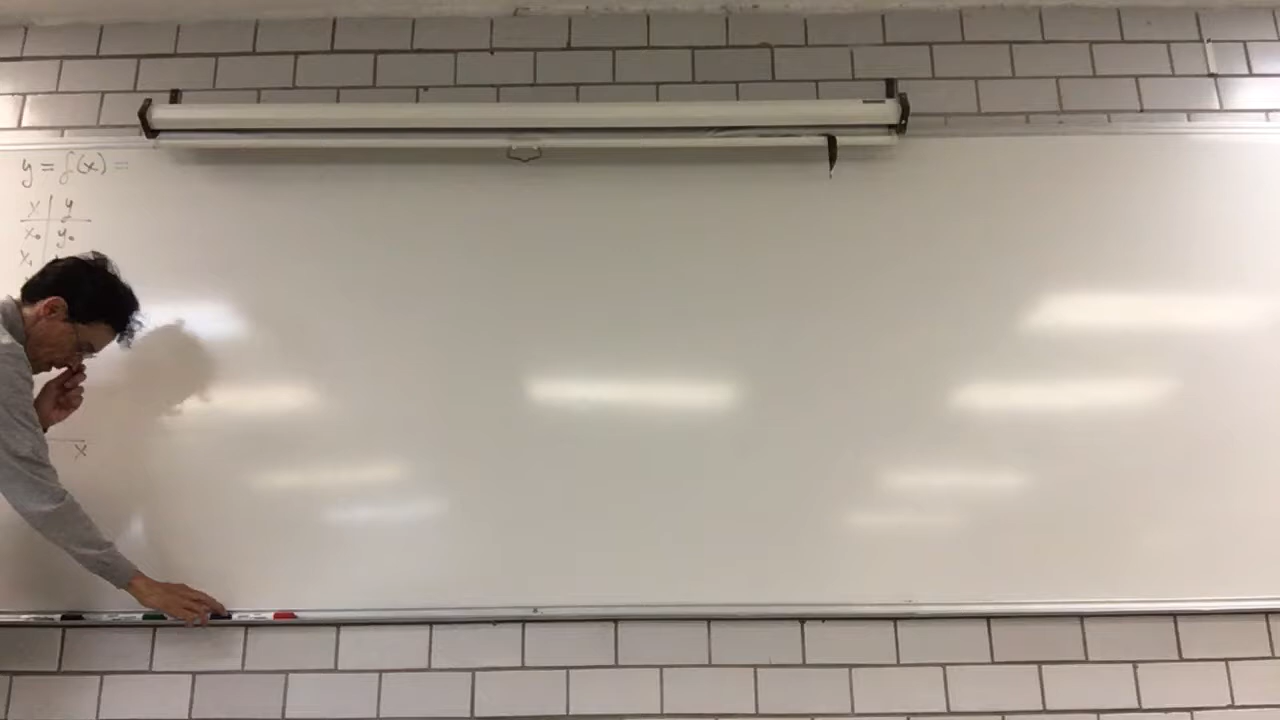 y = f(x) =
x | y
x₀ | y₀
x₁
x